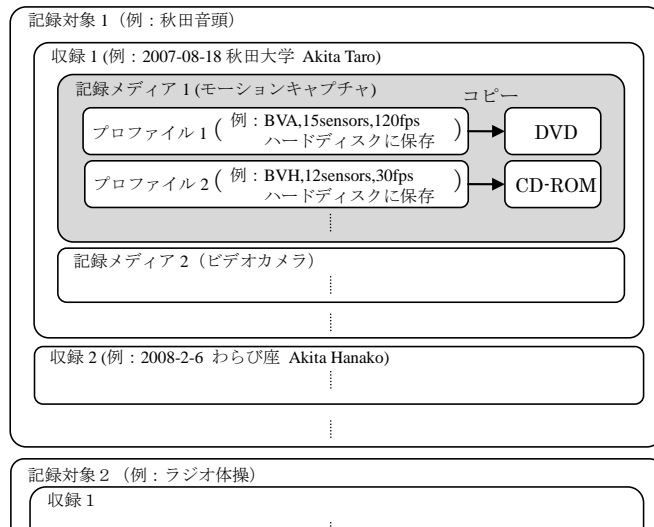 記録対象 1（例：秋田音頭）
収録 1 (例：2007-08-18 秋田大学 Akita Taro)
記録メディア 1 (モーションキャプチャ)
コピー
プロファイル 1 ( 例：BVA,15sensors,120fps
ハードディスクに保存 )
DVD
プロファイル 2 ( 例：BVH,12sensors,30fps
ハードディスクに保存 )
CD-ROM
記録メディア 2（ビデオカメラ）
収録 2 (例：2008-2-6 わらび座 Akita Hanako)
記録対象 2（例：ラジオ体操）
収録 1